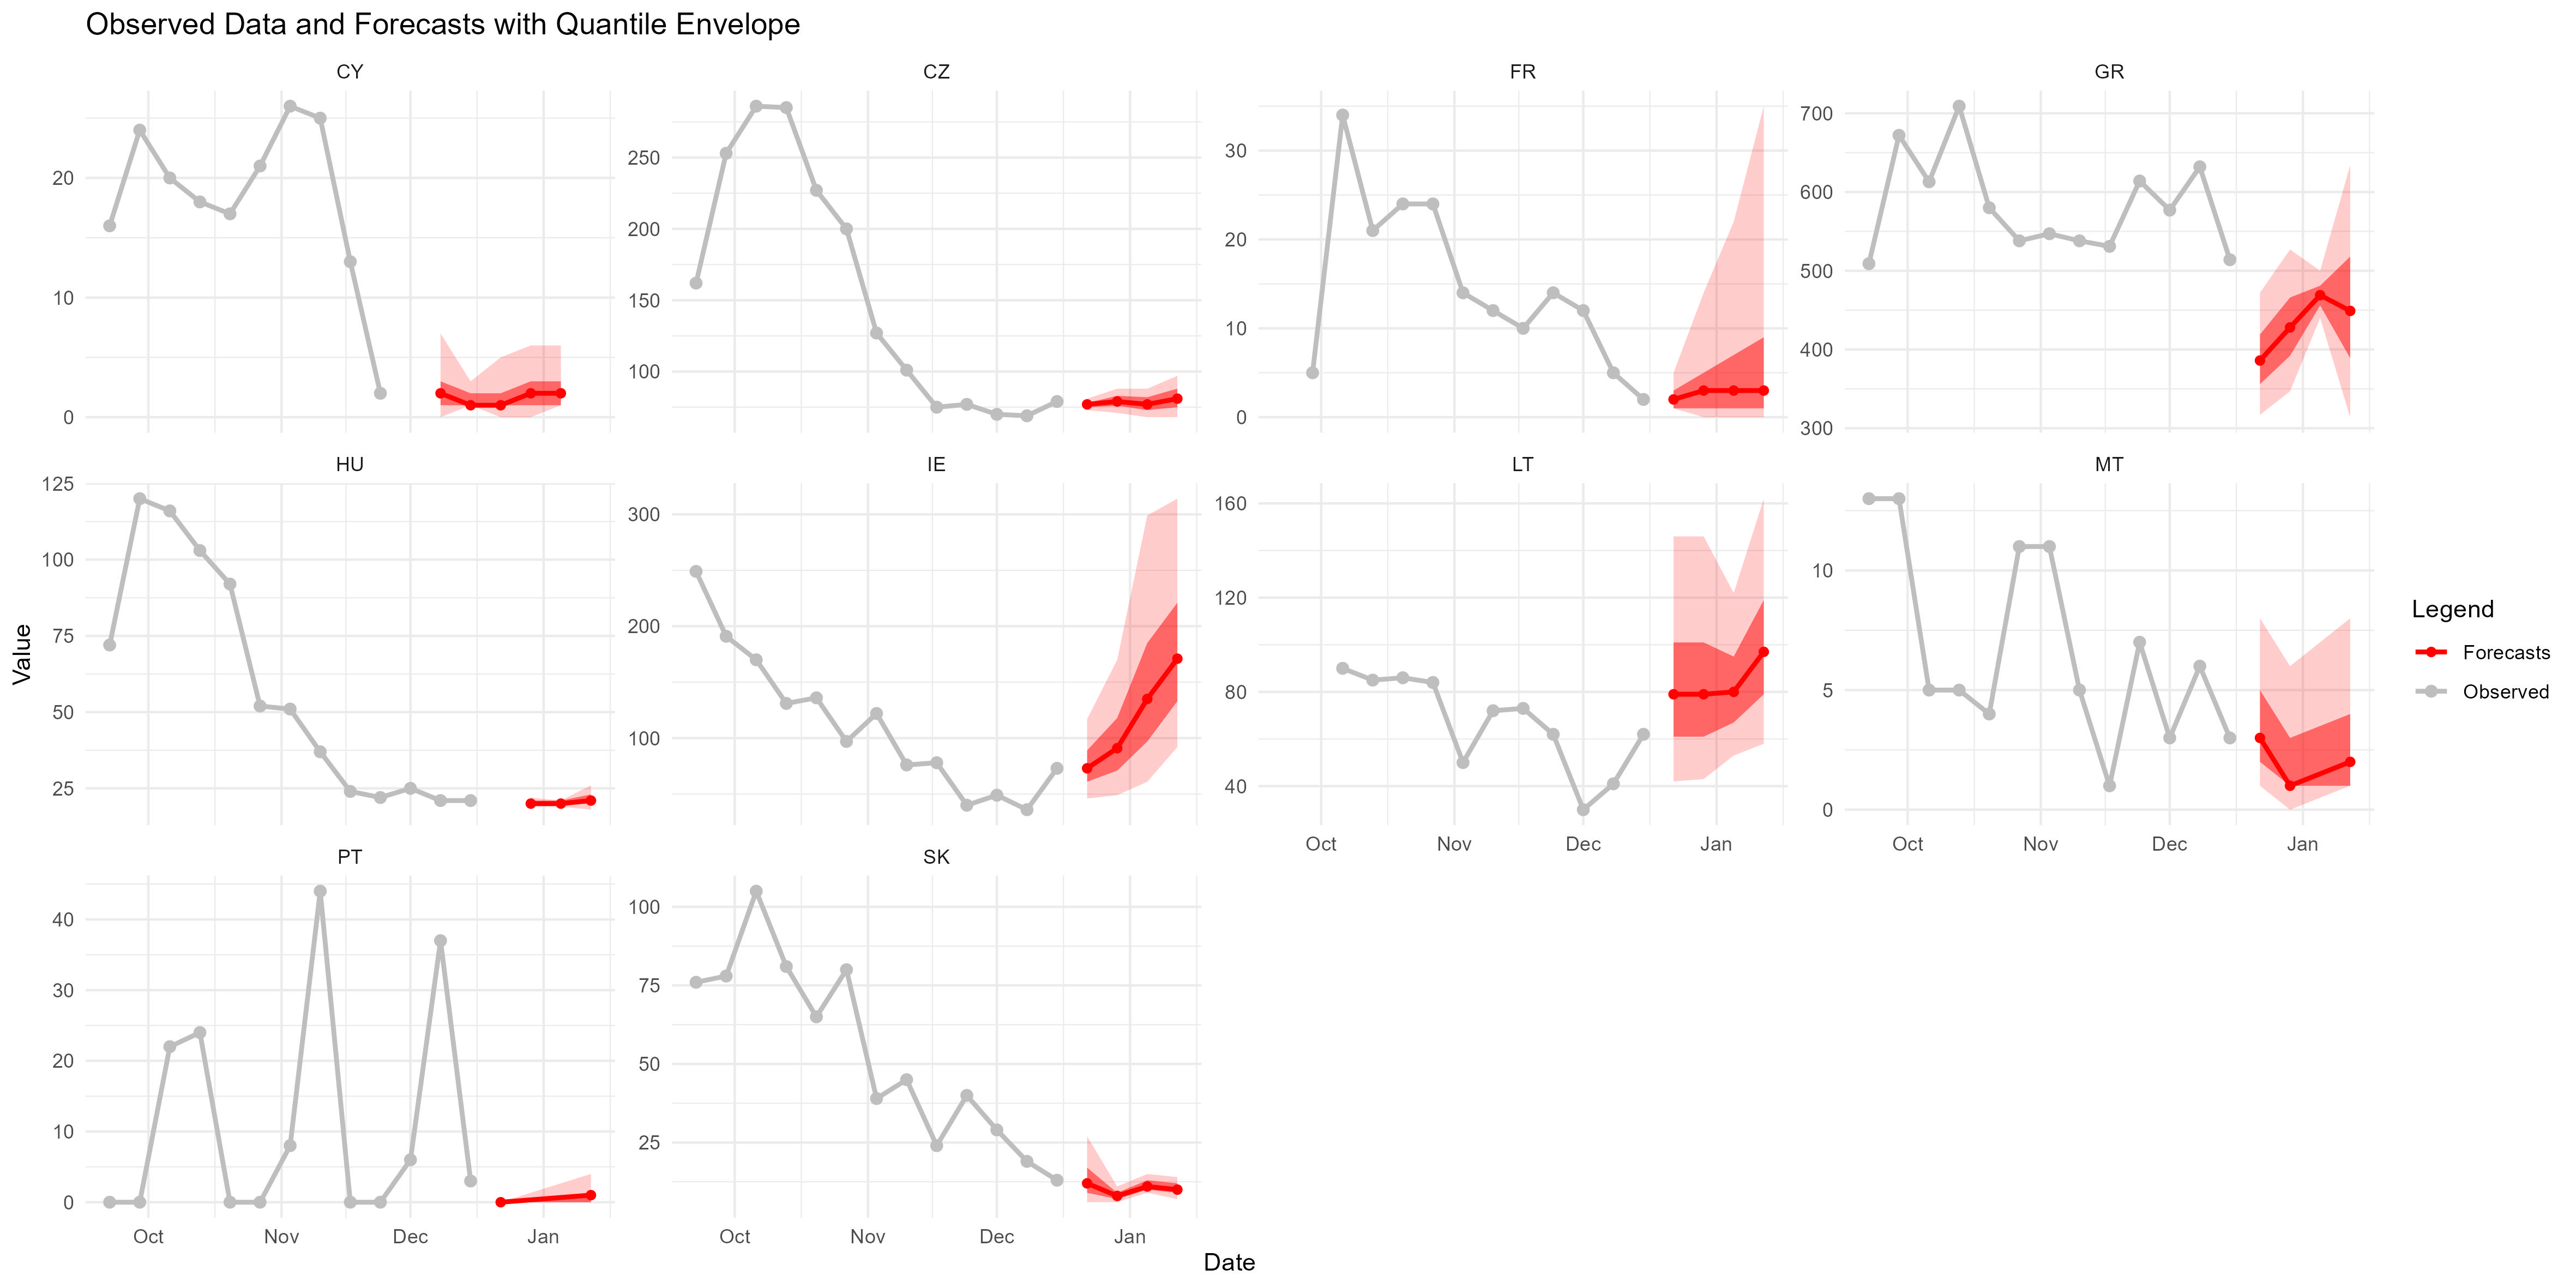 Observed Data and Forecasts with Quantile Envelope
CY
CZ
FR
GR
20
10
0
250
200
150
100
30
20
10
0
700
600
500
400
300
HU
IE
LT
MT
125
100
75
50
25
300
200
100
160
120
80
40
10
5
0
Oct Nov Dec Jan
Oct Nov Dec Jan
PT
SK
40
30
20
10
0
100
75
50
25
Oct Nov Dec Jan
Oct Nov Dec Jan
Value
Date
Legend
Forecasts
Observed